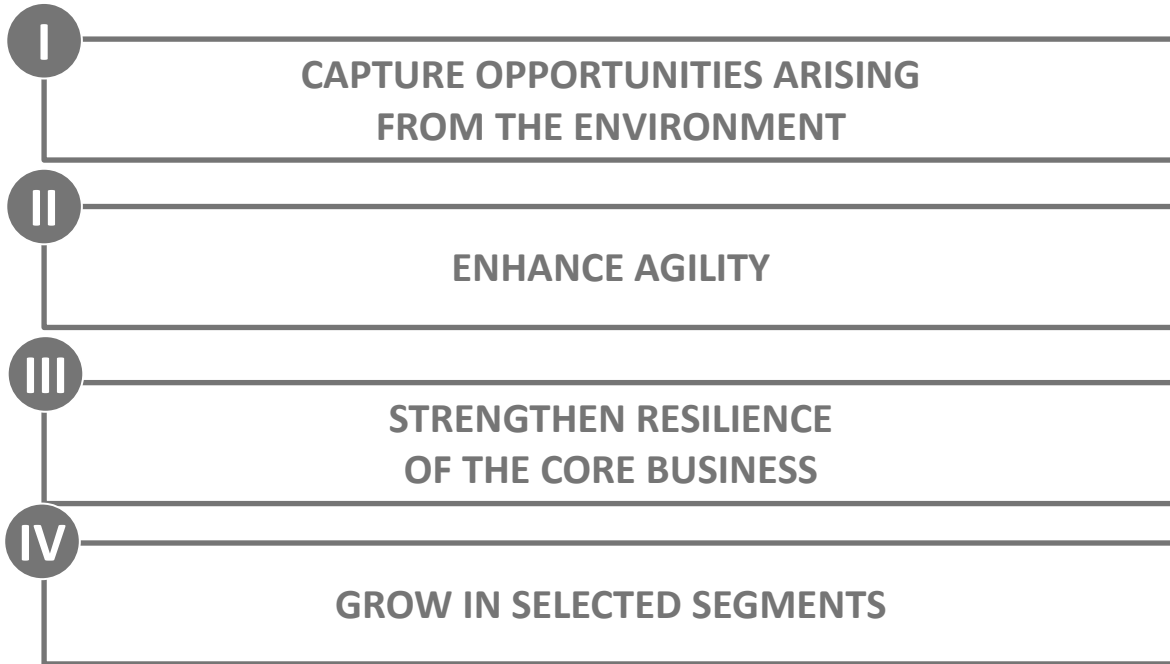 I
CAPTURE OPPORTUNITIES ARISING
FROM THE ENVIRONMENT
II
ENHANCE AGILITY
III
STRENGTHEN RESILIENCE
OF THE CORE BUSINESS
IV
GROW IN SELECTED SEGMENTS